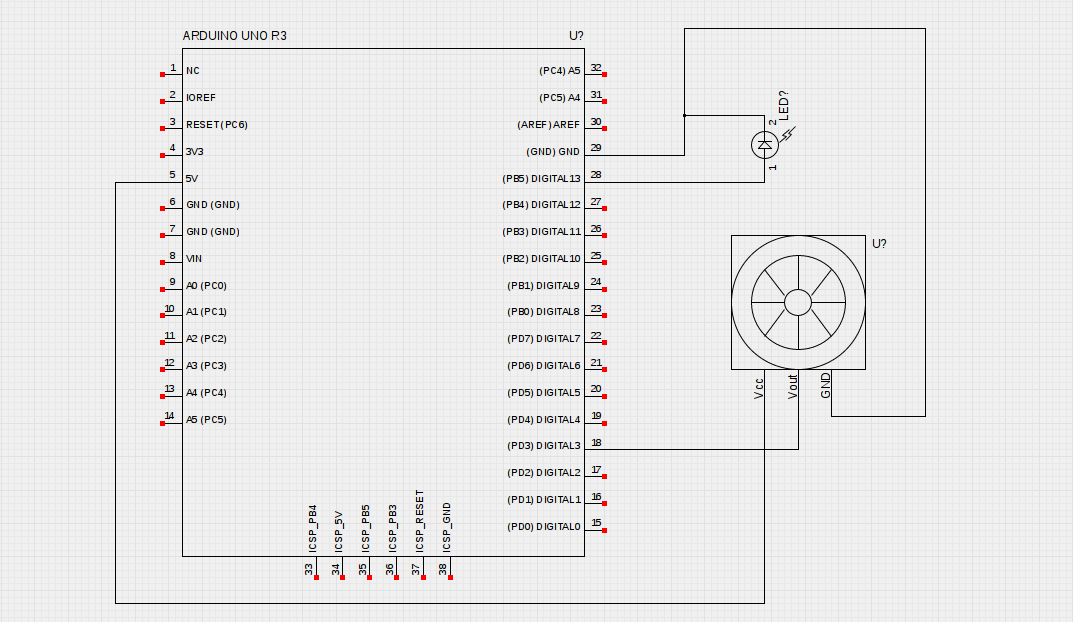 ARDUINO UNO R3
U?
1 NC
2 IOREF
3 RESET(PC6)
4 3V3
5 5V
6 GND (GND)
7 GND (GND)
8 VIN
9 A0 (PC0)
10 A1 (PC1)
11 A2 (PC2)
12 A3 (PC3)
13 A4 (PC4)
14 A5 (PC5)
(PC4) A5 32
(PC5) A4 31
(AREF) AREF 30
(GND) GND 29
(PB5) DIGITAL13 28
(PB4) DIGITAL12 27
(PB3) DIGITAL11 26
(PB2) DIGITAL10 25
(PB1) DIGITAL9 24
(PB0) DIGITAL8 23
(PD7) DIGITAL7 22
(PD6) DIGITAL6 21
(PD5) DIGITAL5 20
(PD4) DIGITAL4 19
(PD3) DIGITAL3 18
(PD2) DIGITAL2 17
(PD1) DIGITAL1 16
(PD0) DIGITAL0 15
33 ICSP_PB4
34 ICSP_5V
35 ICSP_PB5
36 ICSP_PB3
37 ICSP_RESET
38 ICSP_GND
LED?
2
1
U?
Vcc
Vout
GND